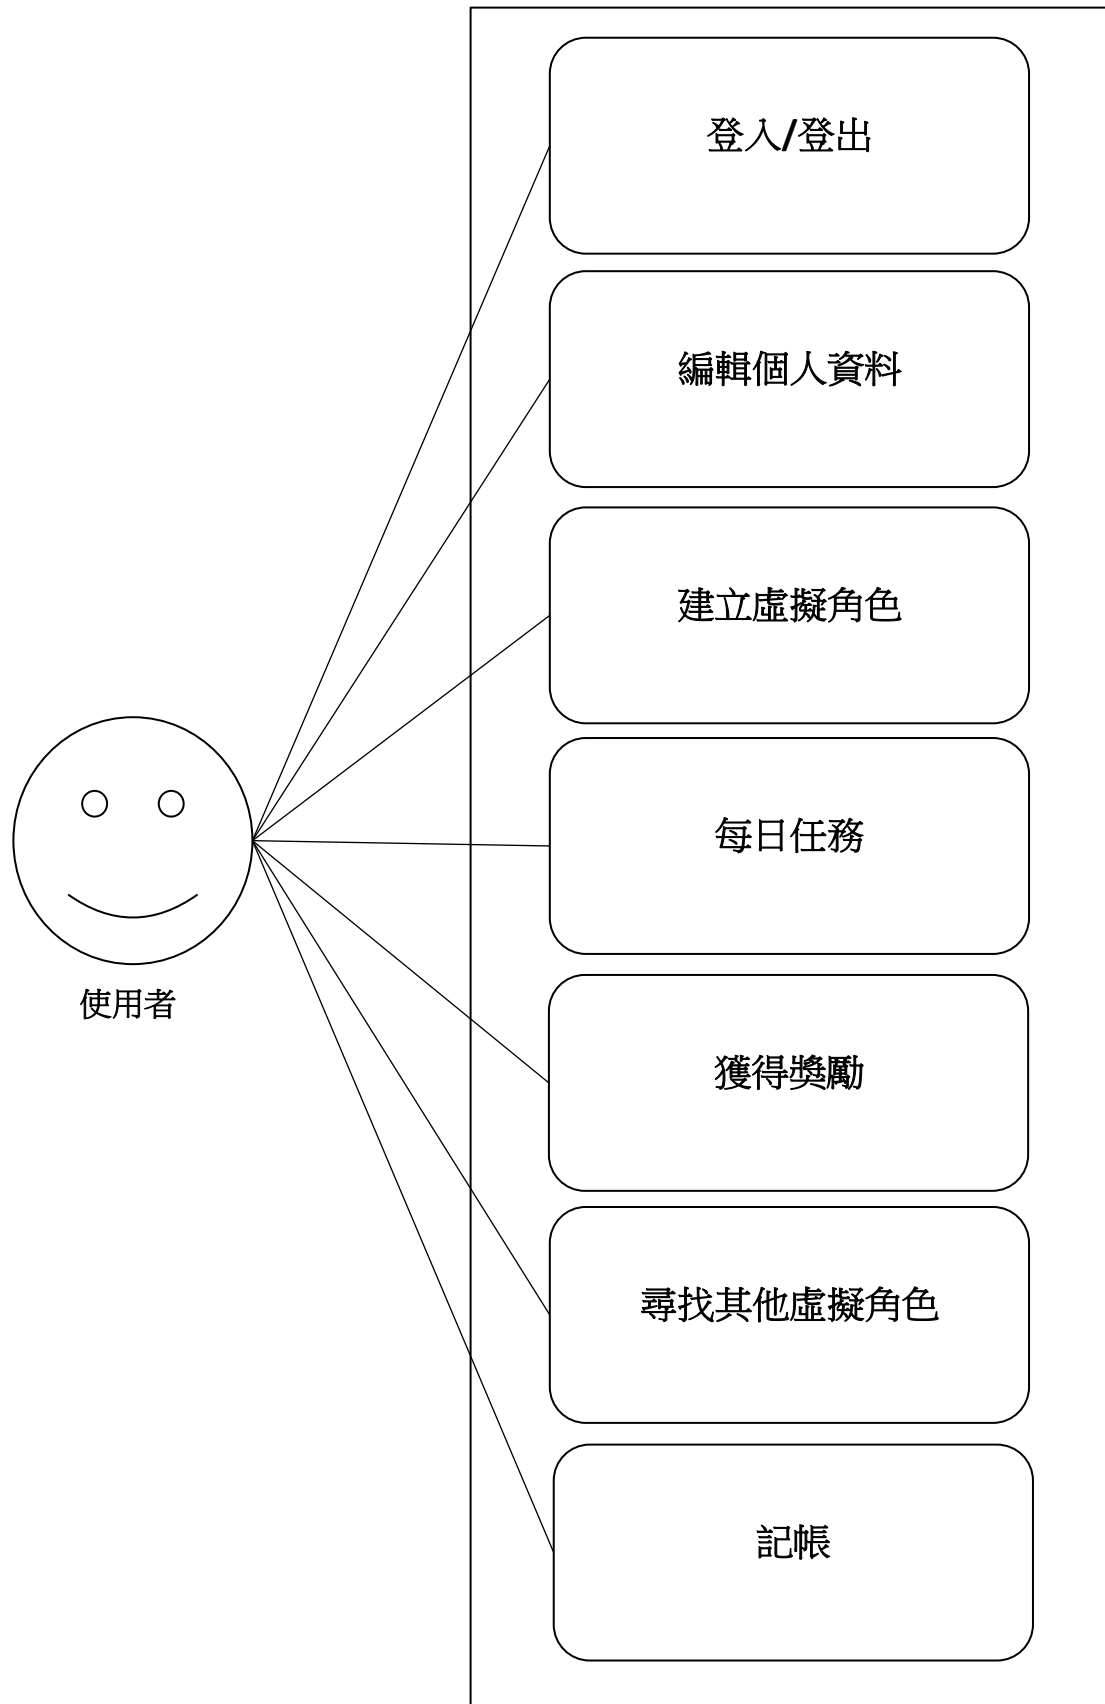 登入/登出
編輯個人資料
建立虛擬角色
每日任務
使用者
獲得獎勵
尋找其他虛擬角色
記帳